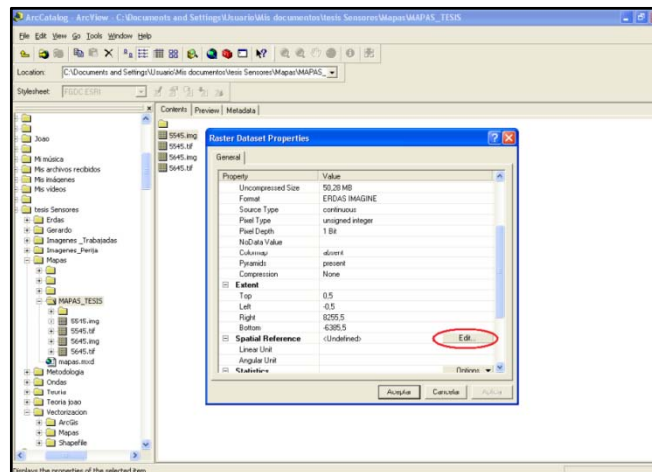 ArcCatalog - ArcView - C:\Documents and Settings\Usuario\Mis documentos\tesis Sensores\Mapas\MAPAS_TESIS
File Edit View Go Tools Window Help
Location: C:\Documents and Settings\Usuario\Mis documentos\tesis Sensores\Mapas\MAPAS_
Stylesheet: FGDC ESRI
Contents Preview Metadata
Joao
Mi música
Mis archivos recibidos
Mis imágenes
Mis vídeos
tesis Sensores
Erdas
Gerardo
Imagenes _Trabajadas
Imagenes_Perija
Mapas
MAPAS_TESIS
5545.img
5545.tif
5645.img
5645.tif
mapas.mxd
Metodologia
Ondas
Teoria
Teoria joao
Vectorizacion
ArcGis
Mapas
Shapefile
5545.img
5545.tif
5645.img
5645.tif
Raster Dataset Properties
General
Property Value
Uncompressed Size 50,28 MB
Format ERDAS IMAGINE
Source Type continuous
Pixel Type unsigned integer
Pixel Depth 1 Bit
NoData Value
Colormap absent
Pyramids present
Compression None
Extent
Top 0,5
Left -0,5
Right 8255,5
Bottom -6385,5
Spatial Reference <Undefined> Edit...
Linear Unit
Angular Unit
Statistics Options
Aceptar Cancelar Aplicar
Displays the properties of the selected item